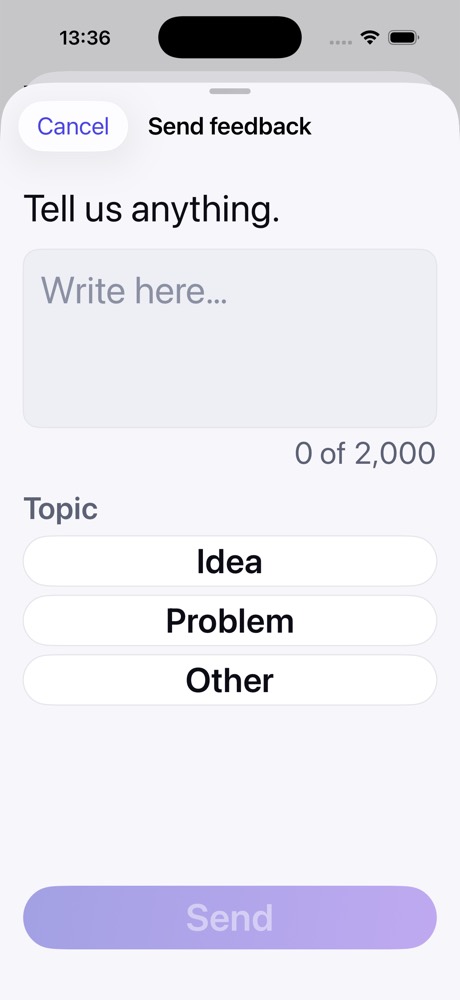 13:36
Cancel
Send feedback
Tell us anything.
Write here…
0 of 2,000
Topic
Idea
Problem
Other
Send